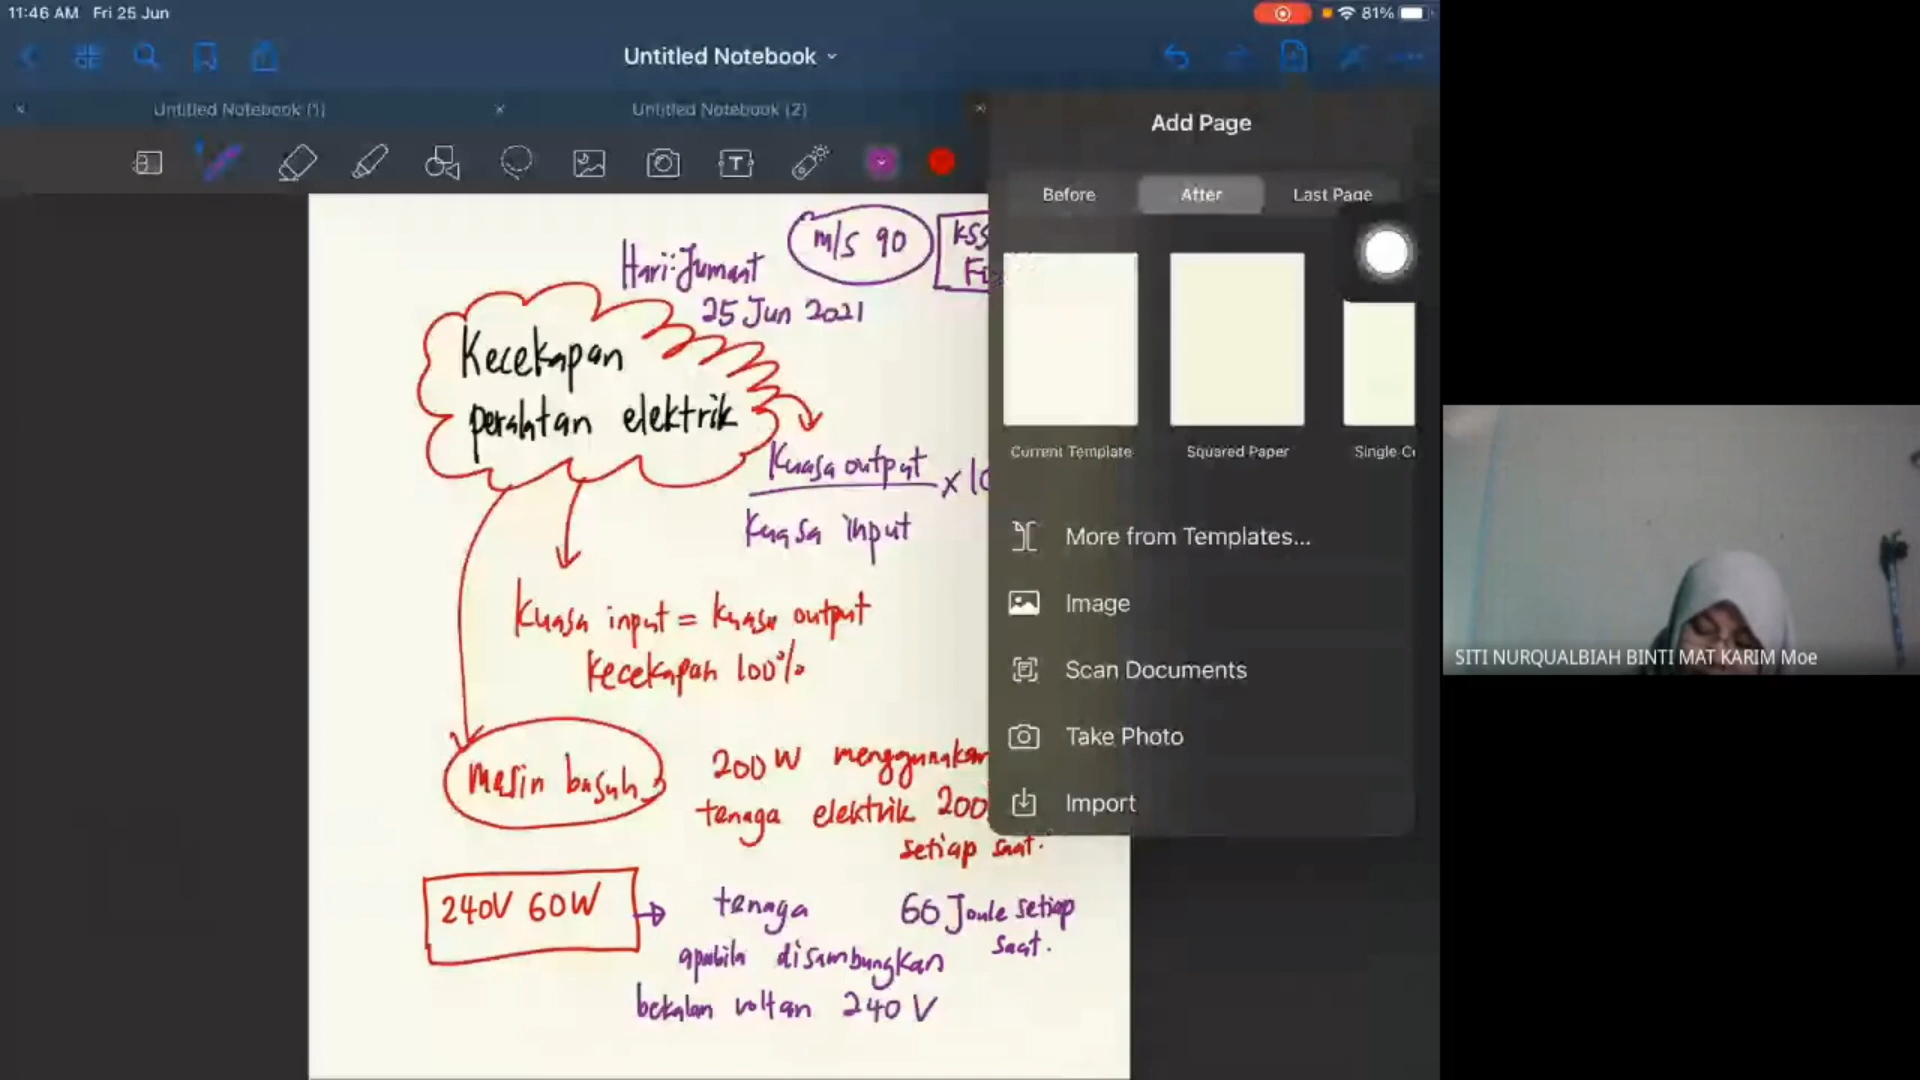 11:46 AM Fri 25 Jun
81%
Untitled Notebook
Untitled Notebook (1)
Untitled Notebook (2)
Add Page
Before After Last Page
Current Template
Squared Paper
Single C
More from Templates...
Image
Scan Documents
Take Photo
Import
m/s 90
KSS
Hari: Jumaat
25 Jun 2021
Kecekapan
peralatan elektrik
Kuasa output
x 10
Kuasa input
Kuasa input = Kuasa output
Kecekapan 100%
mesin basuh
200 W menggunakan
tenaga elektrik 200
setiap saat.
240V 60W
tenaga 60 Joule setiap
saat.
apabila disambungkan
bekalan voltan 240 V
SITI NURQUALBIAH BINTI MAT KARIM Moe